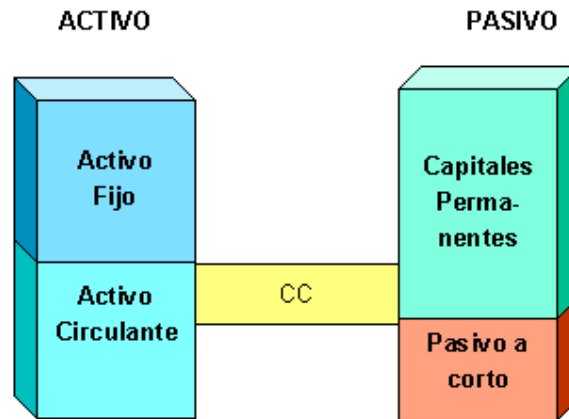 ACTIVO
PASIVO
Activo
Fijo
Capitales
Perma-
nentes
Activo
Circulante
CC
Pasivo a
corto